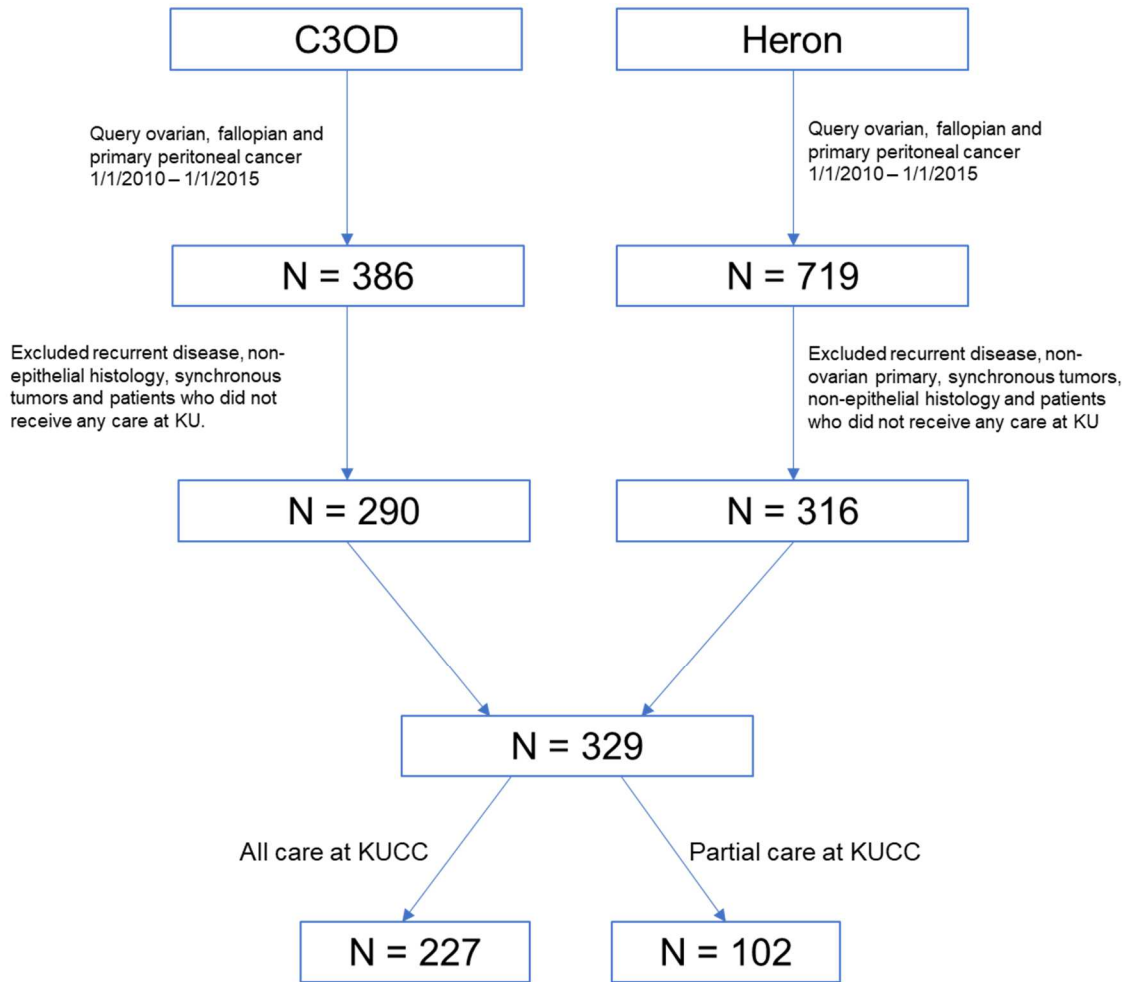 C3OD
Heron
Query ovarian, fallopian and
primary peritoneal cancer
1/1/2010 – 1/1/2015
Query ovarian, fallopian and
primary peritoneal cancer
1/1/2010 – 1/1/2015
N = 386
N = 719
Excluded recurrent disease, non-
epithelial histology, synchronous
tumors and patients who did not
receive any care at KU.
Excluded recurrent disease, non-
ovarian primary, synchronous tumors,
non-epithelial histology and patients
who did not receive any care at KU
N = 290
N = 316
N = 329
All care at KUCC
Partial care at KUCC
N = 227
N = 102